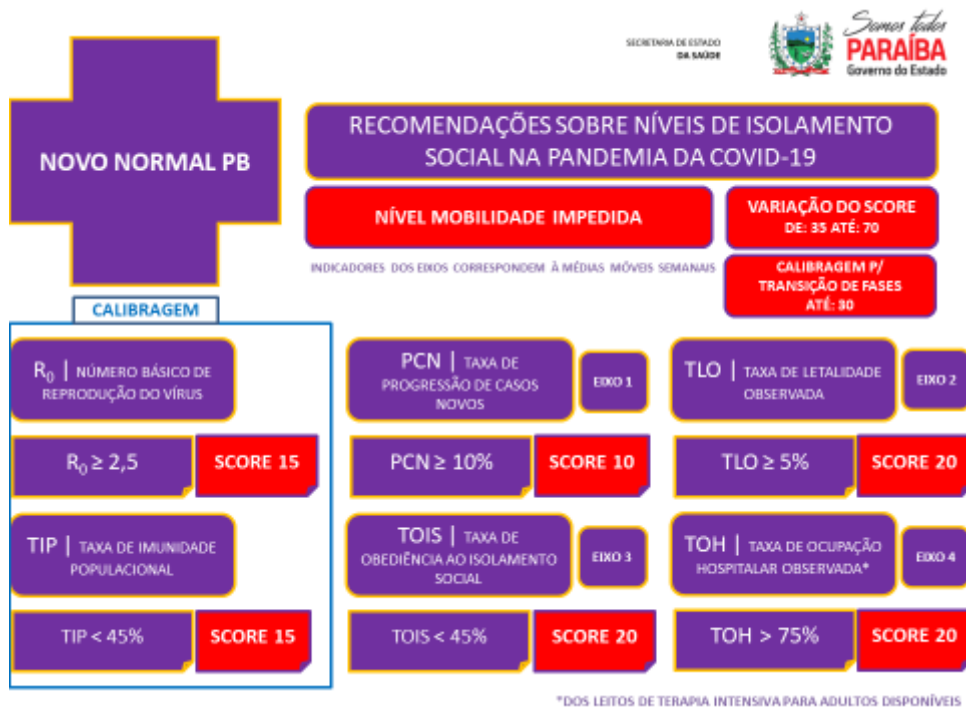 SECRETARIA DE ESTADO
DA SAÚDE
Somos todos
PARAÍBA
Governo do Estado
NOVO NORMAL PB
RECOMENDAÇÕES SOBRE NÍVEIS DE ISOLAMENTO
SOCIAL NA PANDEMIA DA COVID-19
NÍVEL MOBILIDADE IMPEDIDA
VARIAÇÃO DO SCORE
DE: 35 ATÉ: 70
INDICADORES DOS EIXOS CORRESPONDEM À MÉDIAS MÓVEIS SEMANAIS
CALIBRAGEM P/
TRANSIÇÃO DE FASES
ATÉ: 30
CALIBRAGEM
R₀ | NÚMERO BÁSICO DE
REPRODUÇÃO DO VÍRUS
R₀ ≥ 2,5
SCORE 15
TIP | TAXA DE IMUNIDADE
POPULACIONAL
TIP < 45%
SCORE 15
PCN | TAXA DE
PROGRESSÃO DE CASOS
NOVOS
EIXO 1
PCN ≥ 10%
SCORE 10
TLO | TAXA DE LETALIDADE
OBSERVADA
EIXO 2
TLO ≥ 5%
SCORE 20
TOIS | TAXA DE
OBEDIÊNCIA AO ISOLAMENTO
SOCIAL
EIXO 3
TOIS < 45%
SCORE 20
TOH | TAXA DE OCUPAÇÃO
HOSPITALAR OBSERVADA*
EIXO 4
TOH > 75%
SCORE 20
*DOS LEITOS DE TERAPIA INTENSIVA PARA ADULTOS DISPONÍVEIS